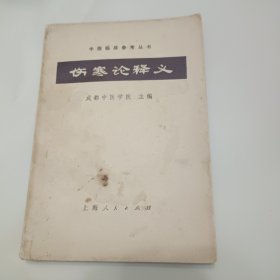 中医临床参考丛书
伤寒论释义
成都中医学院 主编
上海人民出版社